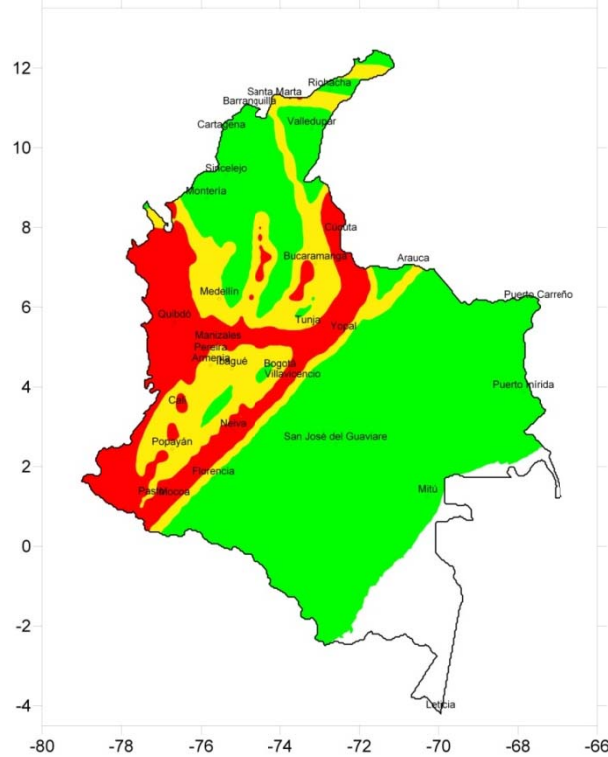 12
Riohacha
Santa Marta
Barranquilla
Valledupar
Cartagena
10
Sincelejo
Montería
8
Cúcuta
Bucaramanga
Arauca
Medellín
Puerto Carreño
6
Quibdó
Tunja
Yopal
Manizales
Pereira
Armenia
Ibagué
Bogotá
Villavicencio
Puerto Inírida
4
Cali
Neiva
San José del Guaviare
Popayán
2
Florencia
Pasto
Mocoa
Mitú
0
-2
-4
Leticia
-80
-78
-76
-74
-72
-70
-68
-66